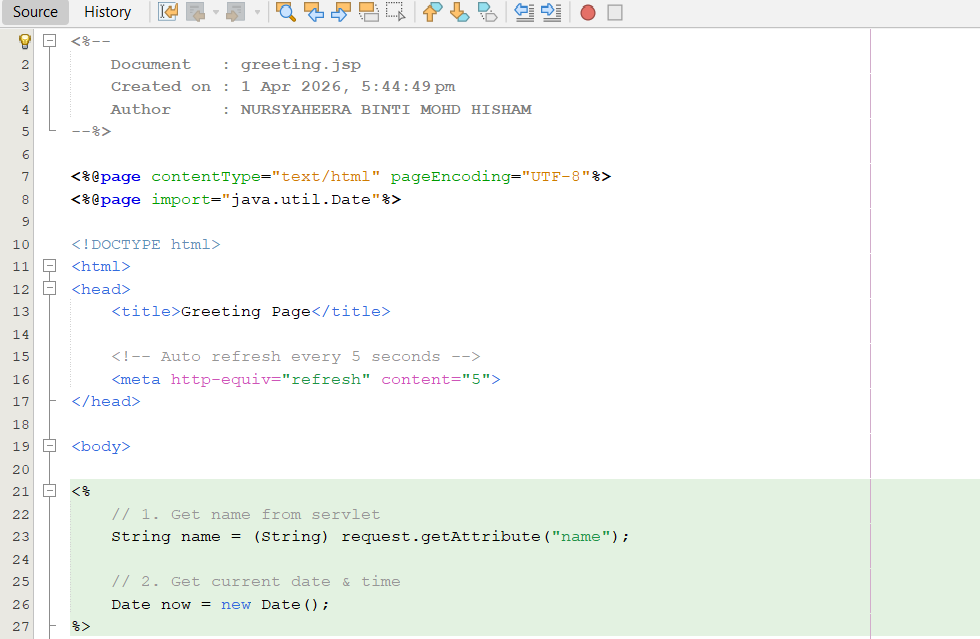 Source History
<%--
2 Document : greeting.jsp
3 Created on : 1 Apr 2026, 5:44:49 pm
4 Author : NURSYAHEERA BINTI MOHD HISHAM
5 --%>
6
7 <%@page contentType="text/html" pageEncoding="UTF-8"%>
8 <%@page import="java.util.Date"%>
9
10 <!DOCTYPE html>
11 <html>
12 <head>
13 <title>Greeting Page</title>
14
15 <!-- Auto refresh every 5 seconds -->
16 <meta http-equiv="refresh" content="5">
17 </head>
18
19 <body>
20
21 <%
22 // 1. Get name from servlet
23 String name = (String) request.getAttribute("name");
24
25 // 2. Get current date & time
26 Date now = new Date();
27 %>